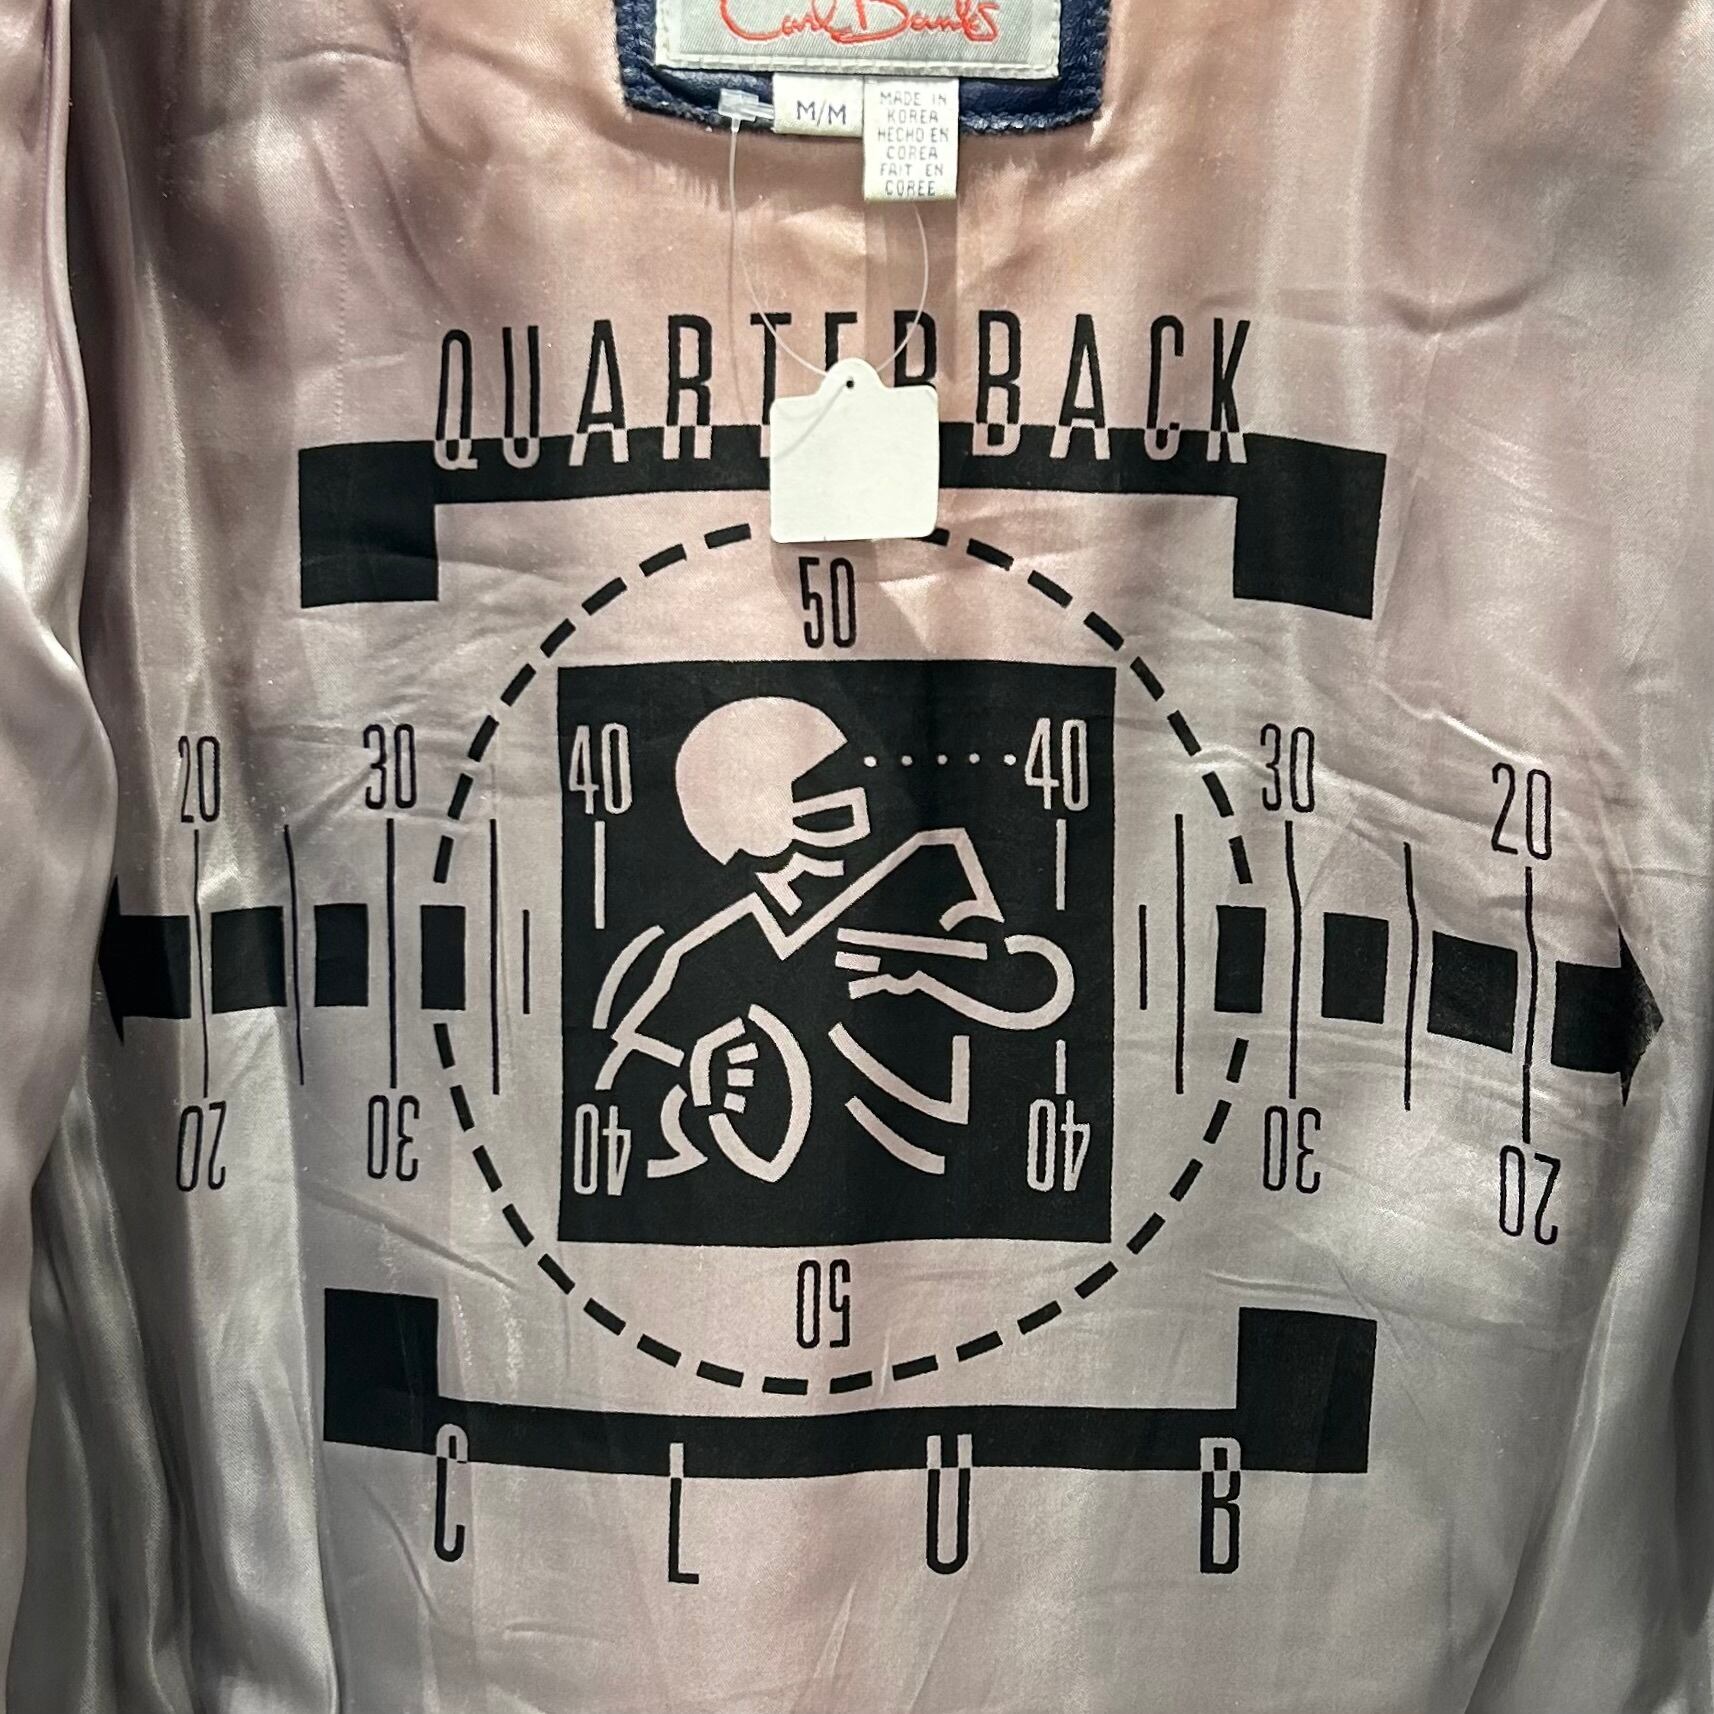 Carl Banks
M/M
MADE IN
KOREA
HECHO EN
COREA
FAIT EN
COREE
QUARTERBACK
50
20 30 40 40 30 20
20 30 40 40 30 20
50
CLUB